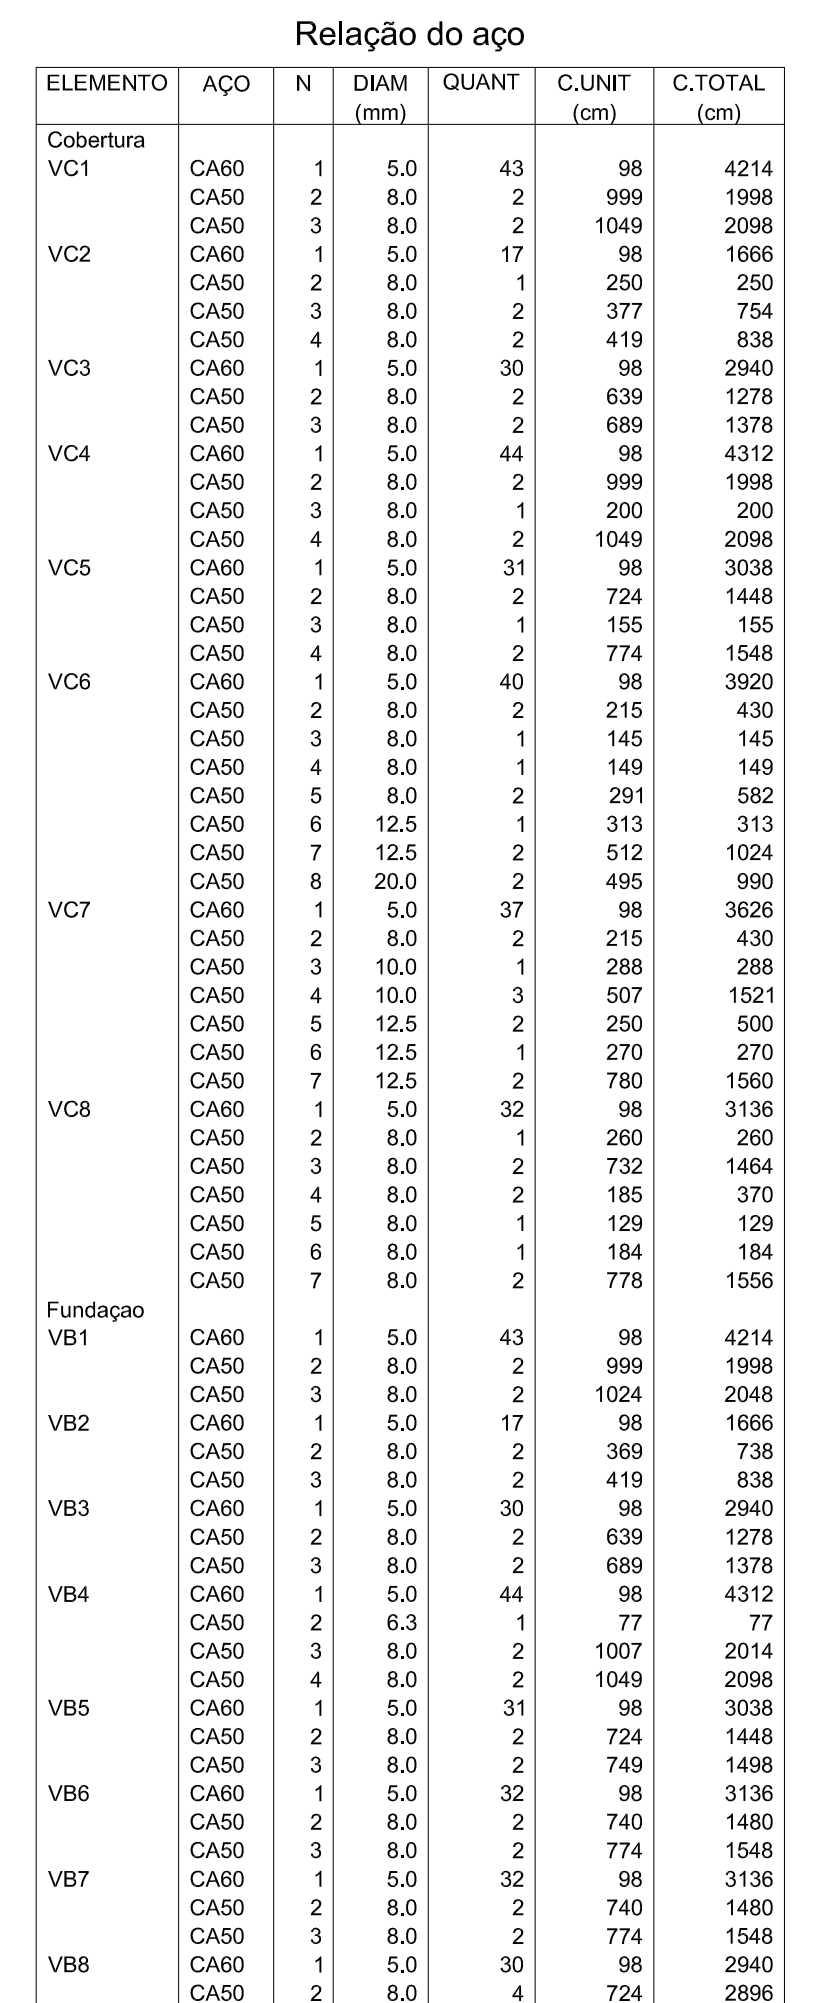 Relação do aço
ELEMENTO AÇO N DIAM QUANT C.UNIT C.TOTAL
(mm) (cm) (cm)
Cobertura
VC1 CA60 1 5.0 43 98 4214
CA50 2 8.0 2 999 1998
CA50 3 8.0 2 1049 2098
VC2 CA60 1 5.0 17 98 1666
CA50 2 8.0 1 250 250
CA50 3 8.0 2 377 754
CA50 4 8.0 2 419 838
VC3 CA60 1 5.0 30 98 2940
CA50 2 8.0 2 639 1278
CA50 3 8.0 2 689 1378
VC4 CA60 1 5.0 44 98 4312
CA50 2 8.0 2 999 1998
CA50 3 8.0 1 200 200
CA50 4 8.0 2 1049 2098
VC5 CA60 1 5.0 31 98 3038
CA50 2 8.0 2 724 1448
CA50 3 8.0 1 155 155
CA50 4 8.0 2 774 1548
VC6 CA60 1 5.0 40 98 3920
CA50 2 8.0 2 215 430
CA50 3 8.0 1 145 145
CA50 4 8.0 1 149 149
CA50 5 8.0 2 291 582
CA50 6 12.5 1 313 313
CA50 7 12.5 2 512 1024
CA50 8 20.0 2 495 990
VC7 CA60 1 5.0 37 98 3626
CA50 2 8.0 2 215 430
CA50 3 10.0 1 288 288
CA50 4 10.0 3 507 1521
CA50 5 12.5 2 250 500
CA50 6 12.5 1 270 270
CA50 7 12.5 2 780 1560
VC8 CA60 1 5.0 32 98 3136
CA50 2 8.0 1 260 260
CA50 3 8.0 2 732 1464
CA50 4 8.0 2 185 370
CA50 5 8.0 1 129 129
CA50 6 8.0 1 184 184
CA50 7 8.0 2 778 1556
Fundaçao
VB1 CA60 1 5.0 43 98 4214
CA50 2 8.0 2 999 1998
CA50 3 8.0 2 1024 2048
VB2 CA60 1 5.0 17 98 1666
CA50 2 8.0 2 369 738
CA50 3 8.0 2 419 838
VB3 CA60 1 5.0 30 98 2940
CA50 2 8.0 2 639 1278
CA50 3 8.0 2 689 1378
VB4 CA60 1 5.0 44 98 4312
CA50 2 6.3 1 77 77
CA50 3 8.0 2 1007 2014
CA50 4 8.0 2 1049 2098
VB5 CA60 1 5.0 31 98 3038
CA50 2 8.0 2 724 1448
CA50 3 8.0 2 749 1498
VB6 CA60 1 5.0 32 98 3136
CA50 2 8.0 2 740 1480
CA50 3 8.0 2 774 1548
VB7 CA60 1 5.0 32 98 3136
CA50 2 8.0 2 740 1480
CA50 3 8.0 2 774 1548
VB8 CA60 1 5.0 30 98 2940
CA50 2 8.0 4 724 2896